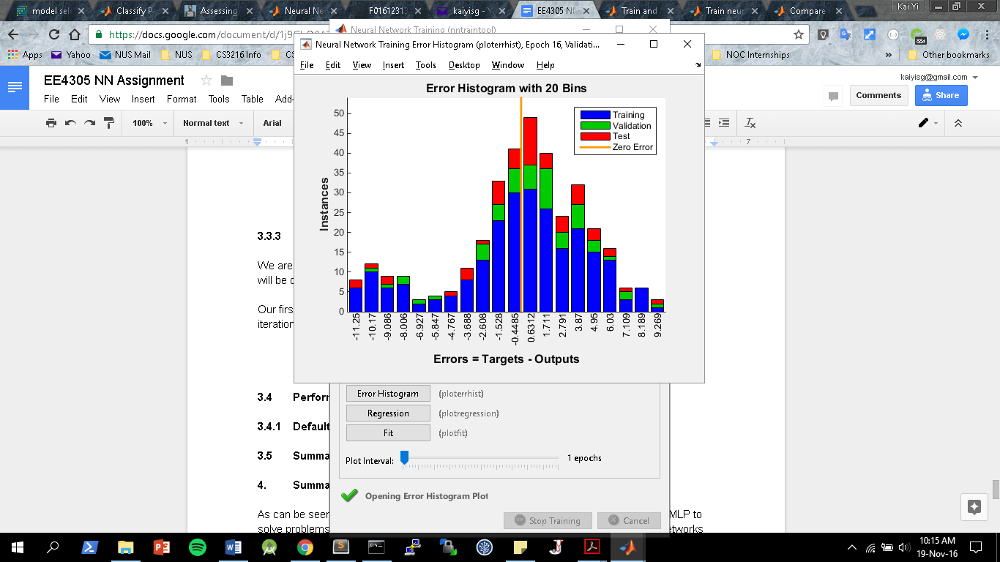 model sel
Classify P
Assessing
Neural Ne
F01612313
kaiyisg - Y
EE4305 NN
Train and
Train neur
Compare
Kai Yi
https://docs.google.com/document/d/1j9
Neural Network Training (nntraintool)
Apps Yahoo NUS Mail NUS CS3216 Info CS
NOC Internships » Other bookmarks
684
Neural Network Training Error Histogram (ploterrhist), Epoch 16, Validati...
File Edit View Insert Tools Desktop Window Help
EE4305 NN Assignment
kaiyisg@gmail.com
File Edit View Insert Format Tools Table Add-
Comments Share
100% Normal text Arial
1 7
Error Histogram with 20 Bins
Training
Validation
Test
Zero Error
50
45
40
35
30
25
20
15
10
5
0
Instances
-11.25 -10.17 -9.086 -8.006 -6.927 -5.847 -4.767 -3.688 -2.608 -1.528 -0.4485 0.6312 1.711 2.791 3.87 4.95 6.03 7.109 8.189 9.269
Errors = Targets - Outputs
3.3.3
We are
will be
Our firs
iteration
3.4 Perforr
3.4.1 Default
3.5 Summa
4. Summa
As can be seer
MLP to
solve problems
etworks
Error Histogram (ploterrhist)
Regression (plotregression)
Fit (plotfit)
Plot Interval: 1 epochs
Opening Error Histogram Plot
Stop Training Cancel
10:15 AM
19-Nov-16